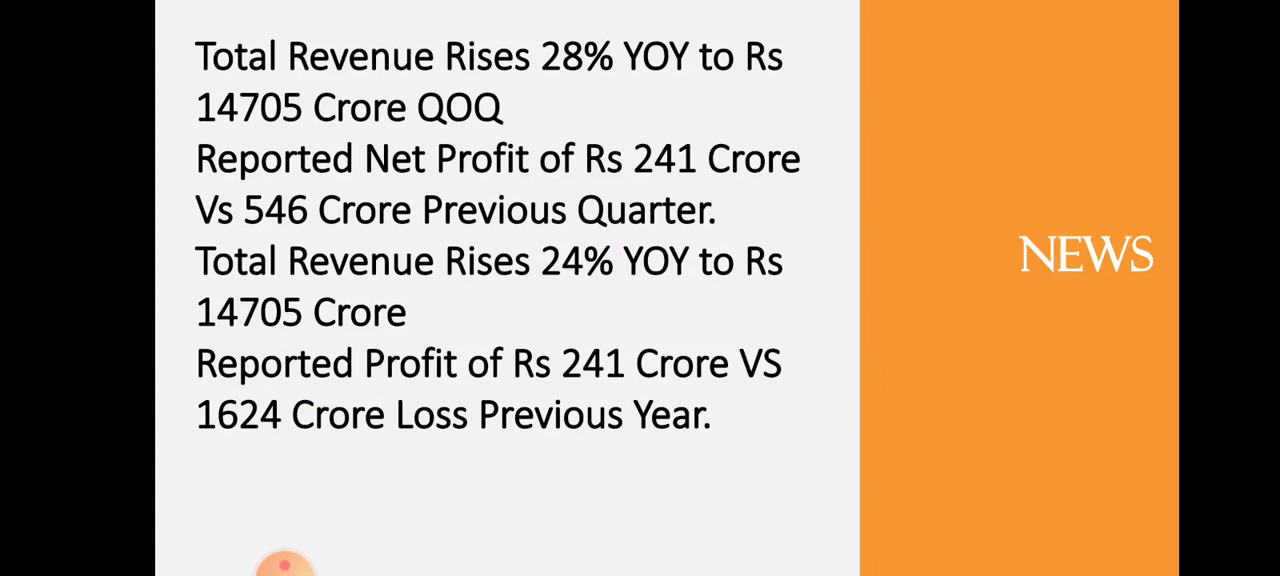 Total Revenue Rises 28% YOY to Rs
14705 Crore QOQ
Reported Net Profit of Rs 241 Crore
Vs 546 Crore Previous Quarter.
Total Revenue Rises 24% YOY to Rs
14705 Crore
Reported Profit of Rs 241 Crore VS
1624 Crore Loss Previous Year.
NEWS